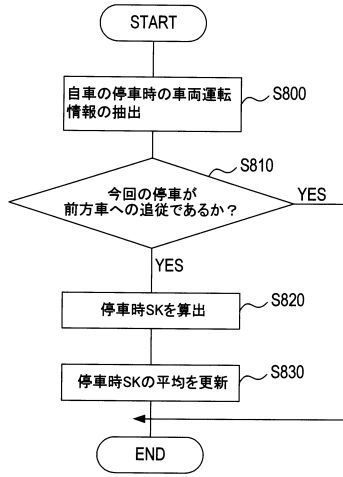 START
自車の停車時の車両運転
情報の抽出
S800
S810
今回の停車が
前方車への追従であるか？
YES
YES
停車時SKを算出
S820
停車時SKの平均を更新
S830
END